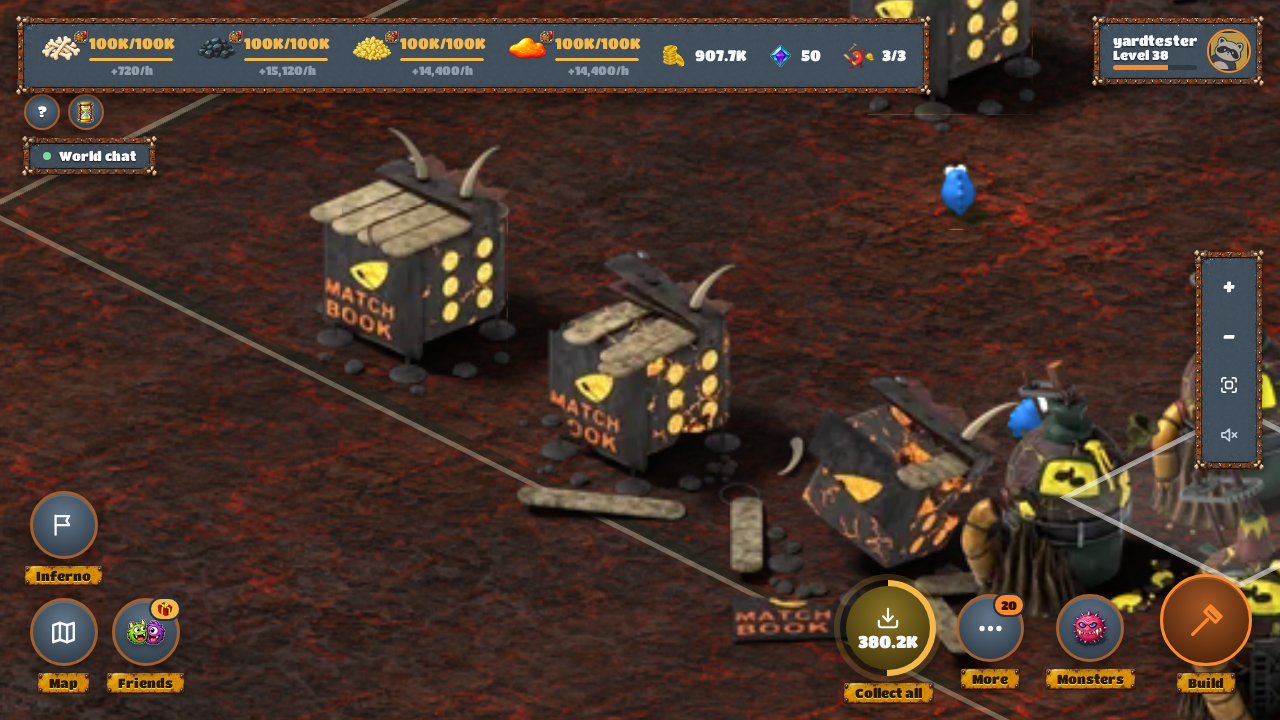 100K/100K
+720/h
100K/100K
+15,120/h
100K/100K
+14,400/h
100K/100K
+14,400/h
907.7K
50
3/3
yardtester
Level 38
?
World chat
MATCH
BOOK
MATCH
OOK
MATCH
BOOK
Inferno
Map
Friends
380.2K
Collect all
20
More
Monsters
Build